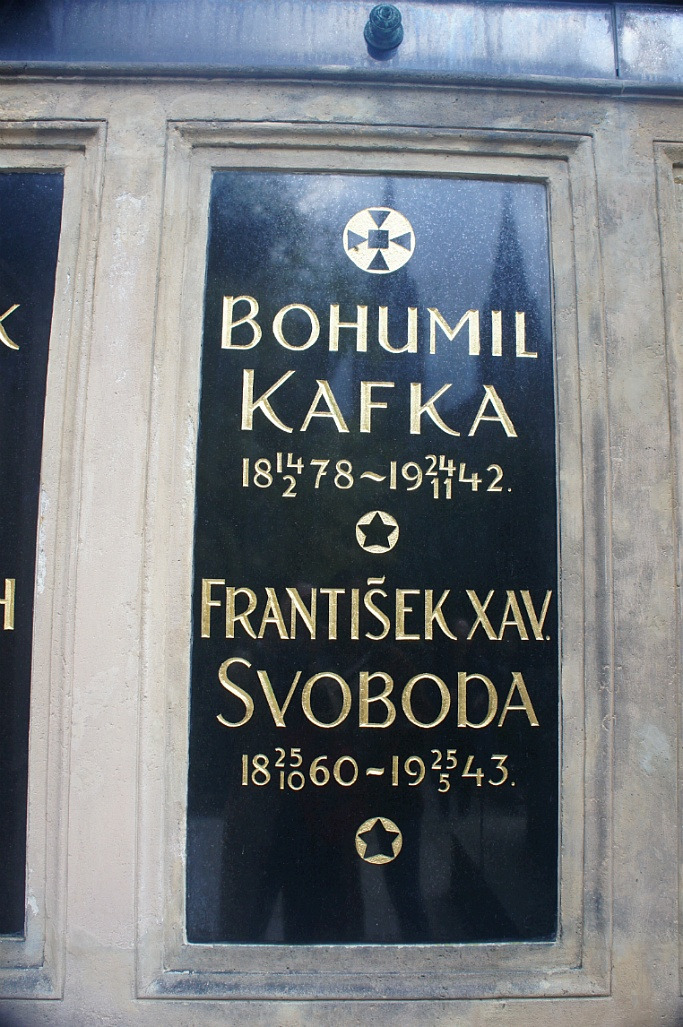 BOHUMIL
KAFKA
18 14/2 78~19 24/11 42.
FRANTIŠEK XAV.
SVOBODA
18 25/10 60-19 25/5 43.
K
H